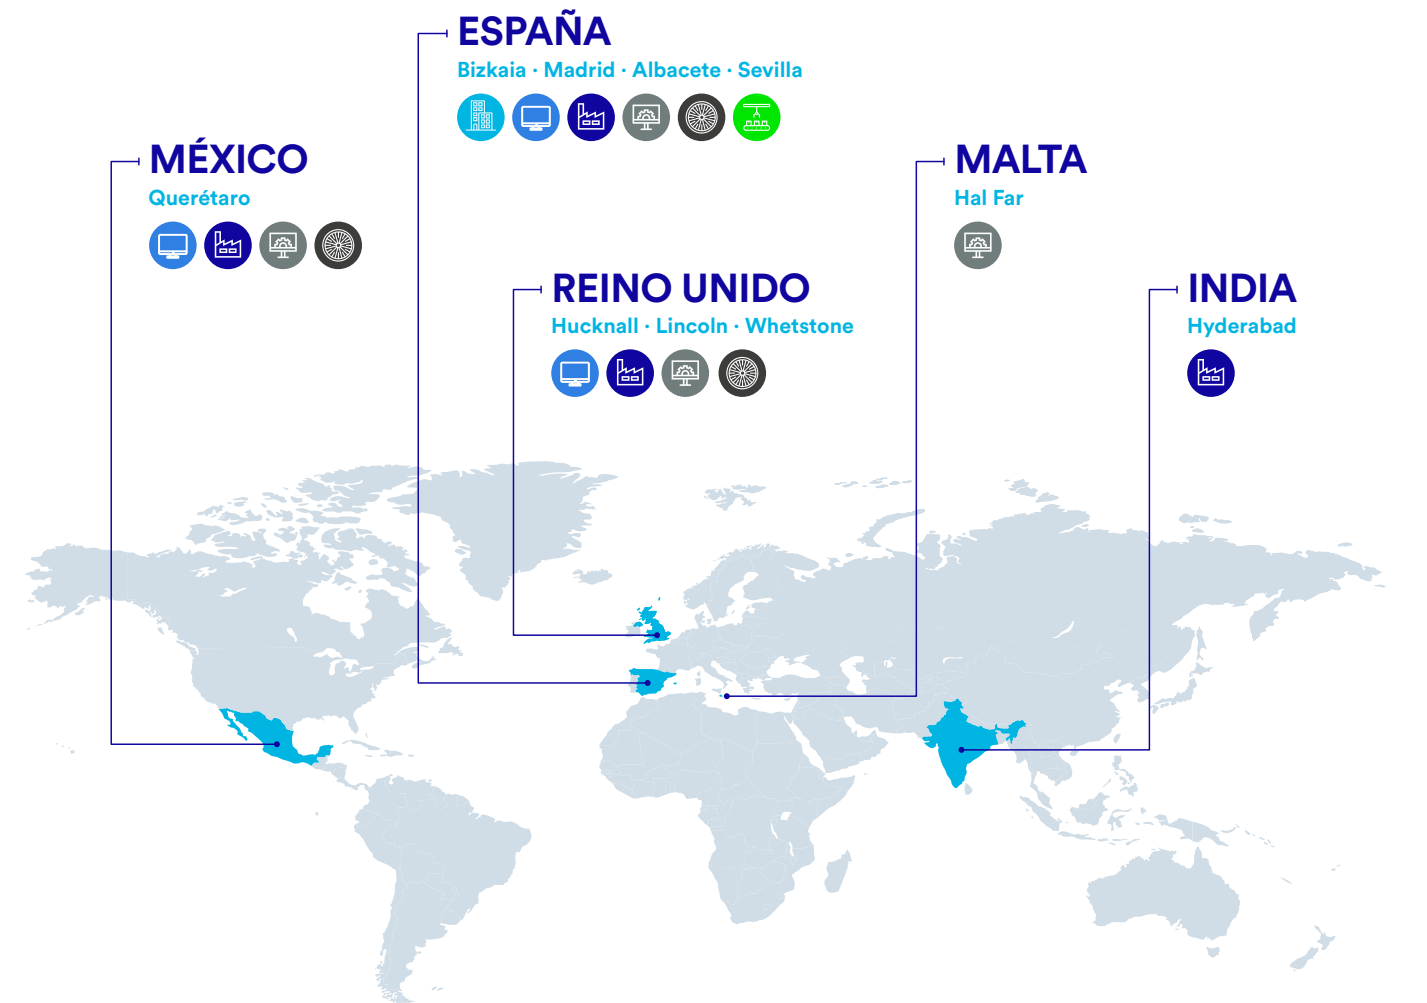 ESPAÑA
Bizkaia · Madrid · Albacete · Sevilla
MÉXICO
Querétaro
MALTA
Hal Far
REINO UNIDO
Hucknall · Lincoln · Whetstone
INDIA
Hyderabad